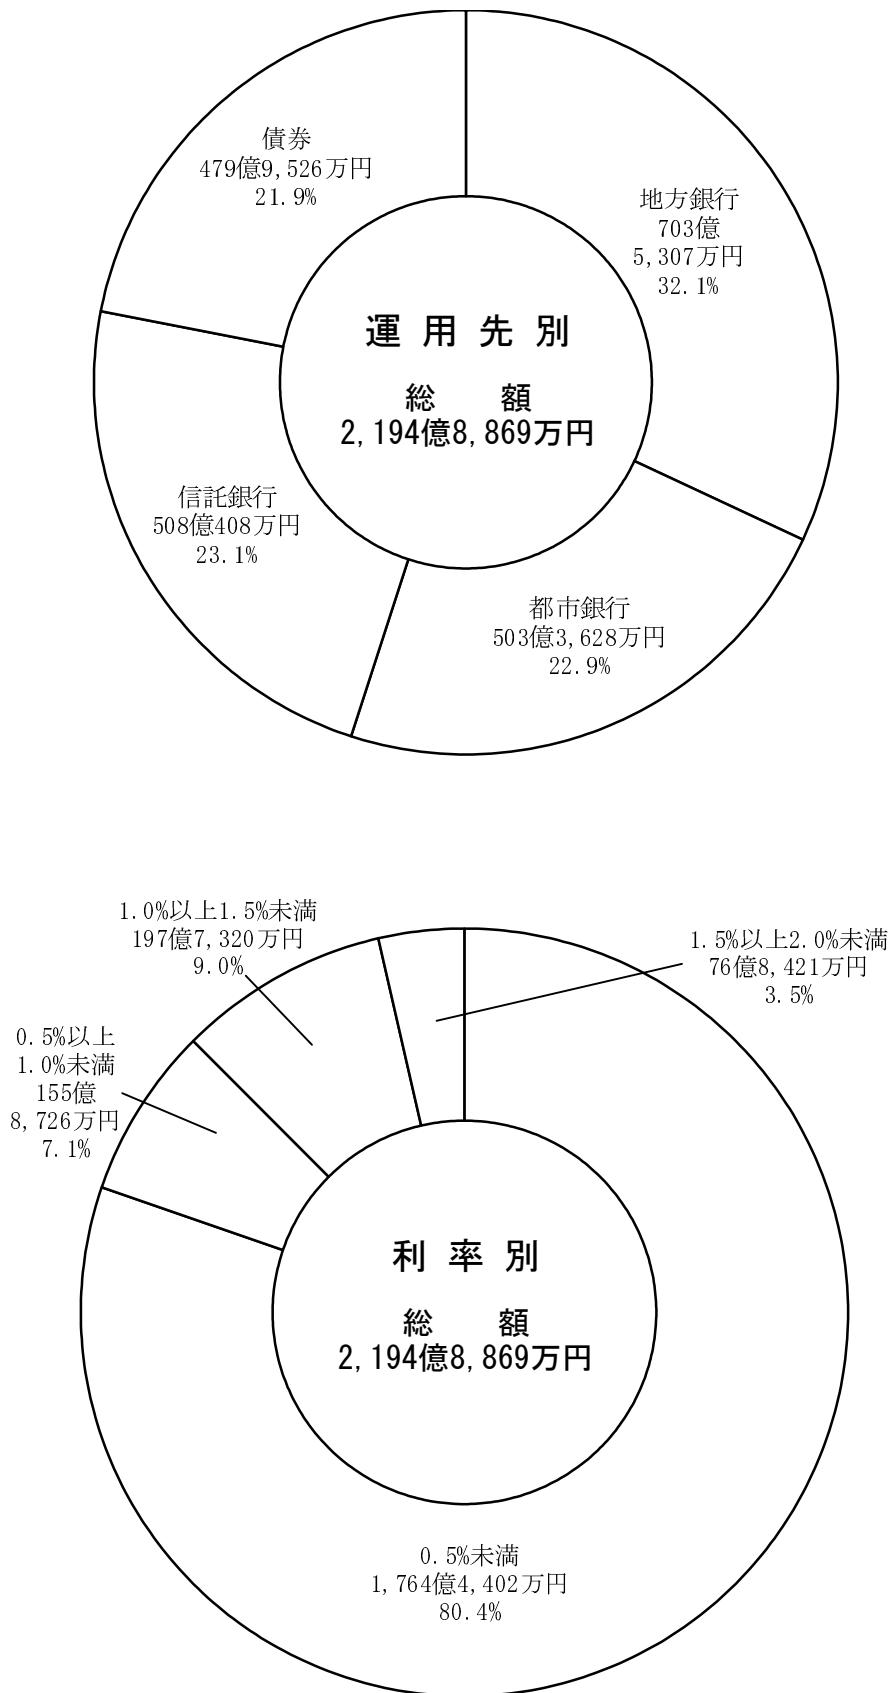 債券
479億9,526万円
21.9%
地方銀行
703億
5,307万円
32.1%
運用先別
総額
2,194億8,869万円
信託銀行
508億408万円
23.1%
都市銀行
503億3,628万円
22.9%
1.0%以上1.5%未満
197億7,320万円
9.0%
1.5%以上2.0%未満
76億8,421万円
3.5%
0.5%以上
1.0%未満
155億
8,726万円
7.1%
利率別
総額
2,194億8,869万円
0.5%未満
1,764億4,402万円
80.4%